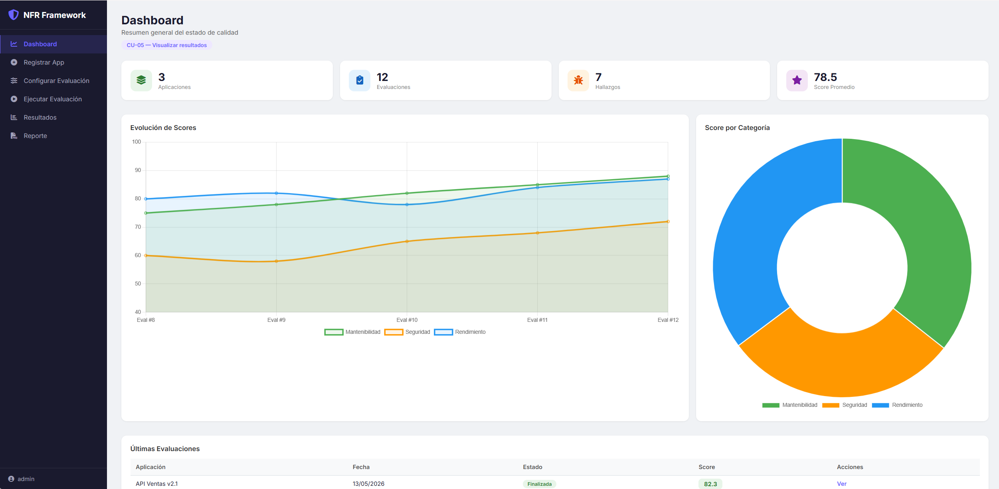 NFR Framework
Dashboard
Registrar App
Configurar Evaluación
Ejecutar Evaluación
Resultados
Reporte
admin
Dashboard
Resumen general del estado de calidad
CU-05 — Visualizar resultados
3
Aplicaciones
12
Evaluaciones
7
Hallazgos
78.5
Score Promedio
Evolución de Scores
100
90
80
70
60
50
40
Eval #8 Eval #9 Eval #10 Eval #11 Eval #12
Mantenibilidad Seguridad Rendimiento
Score por Categoría
Mantenibilidad Seguridad Rendimiento
Últimas Evaluaciones
Aplicación Fecha Estado Score Acciones
API Ventas v2.1 13/05/2026 Finalizada 82.3 Ver